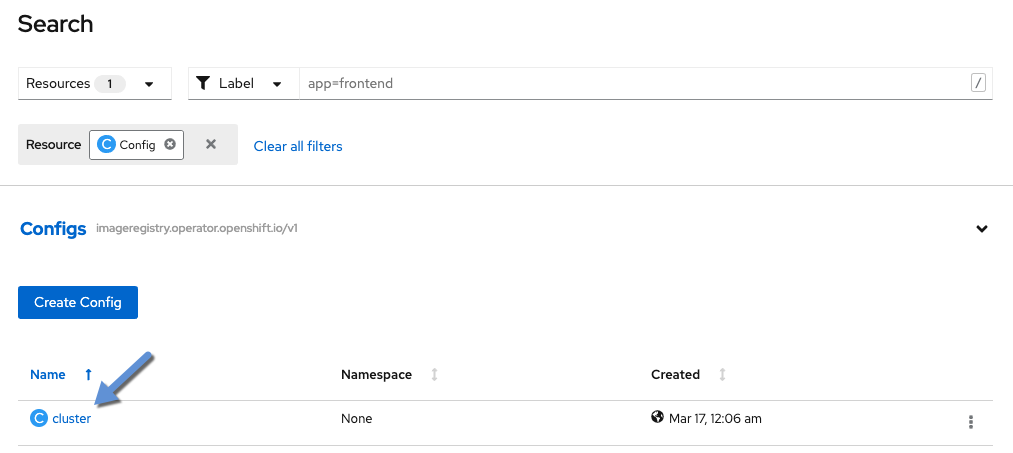 Search
Resources 1 Label app=frontend /
Resource C Config Clear all filters
Configs imageregistry.operator.openshift.io/v1
Create Config
Name Namespace Created
C cluster None Mar 17, 12:06 am